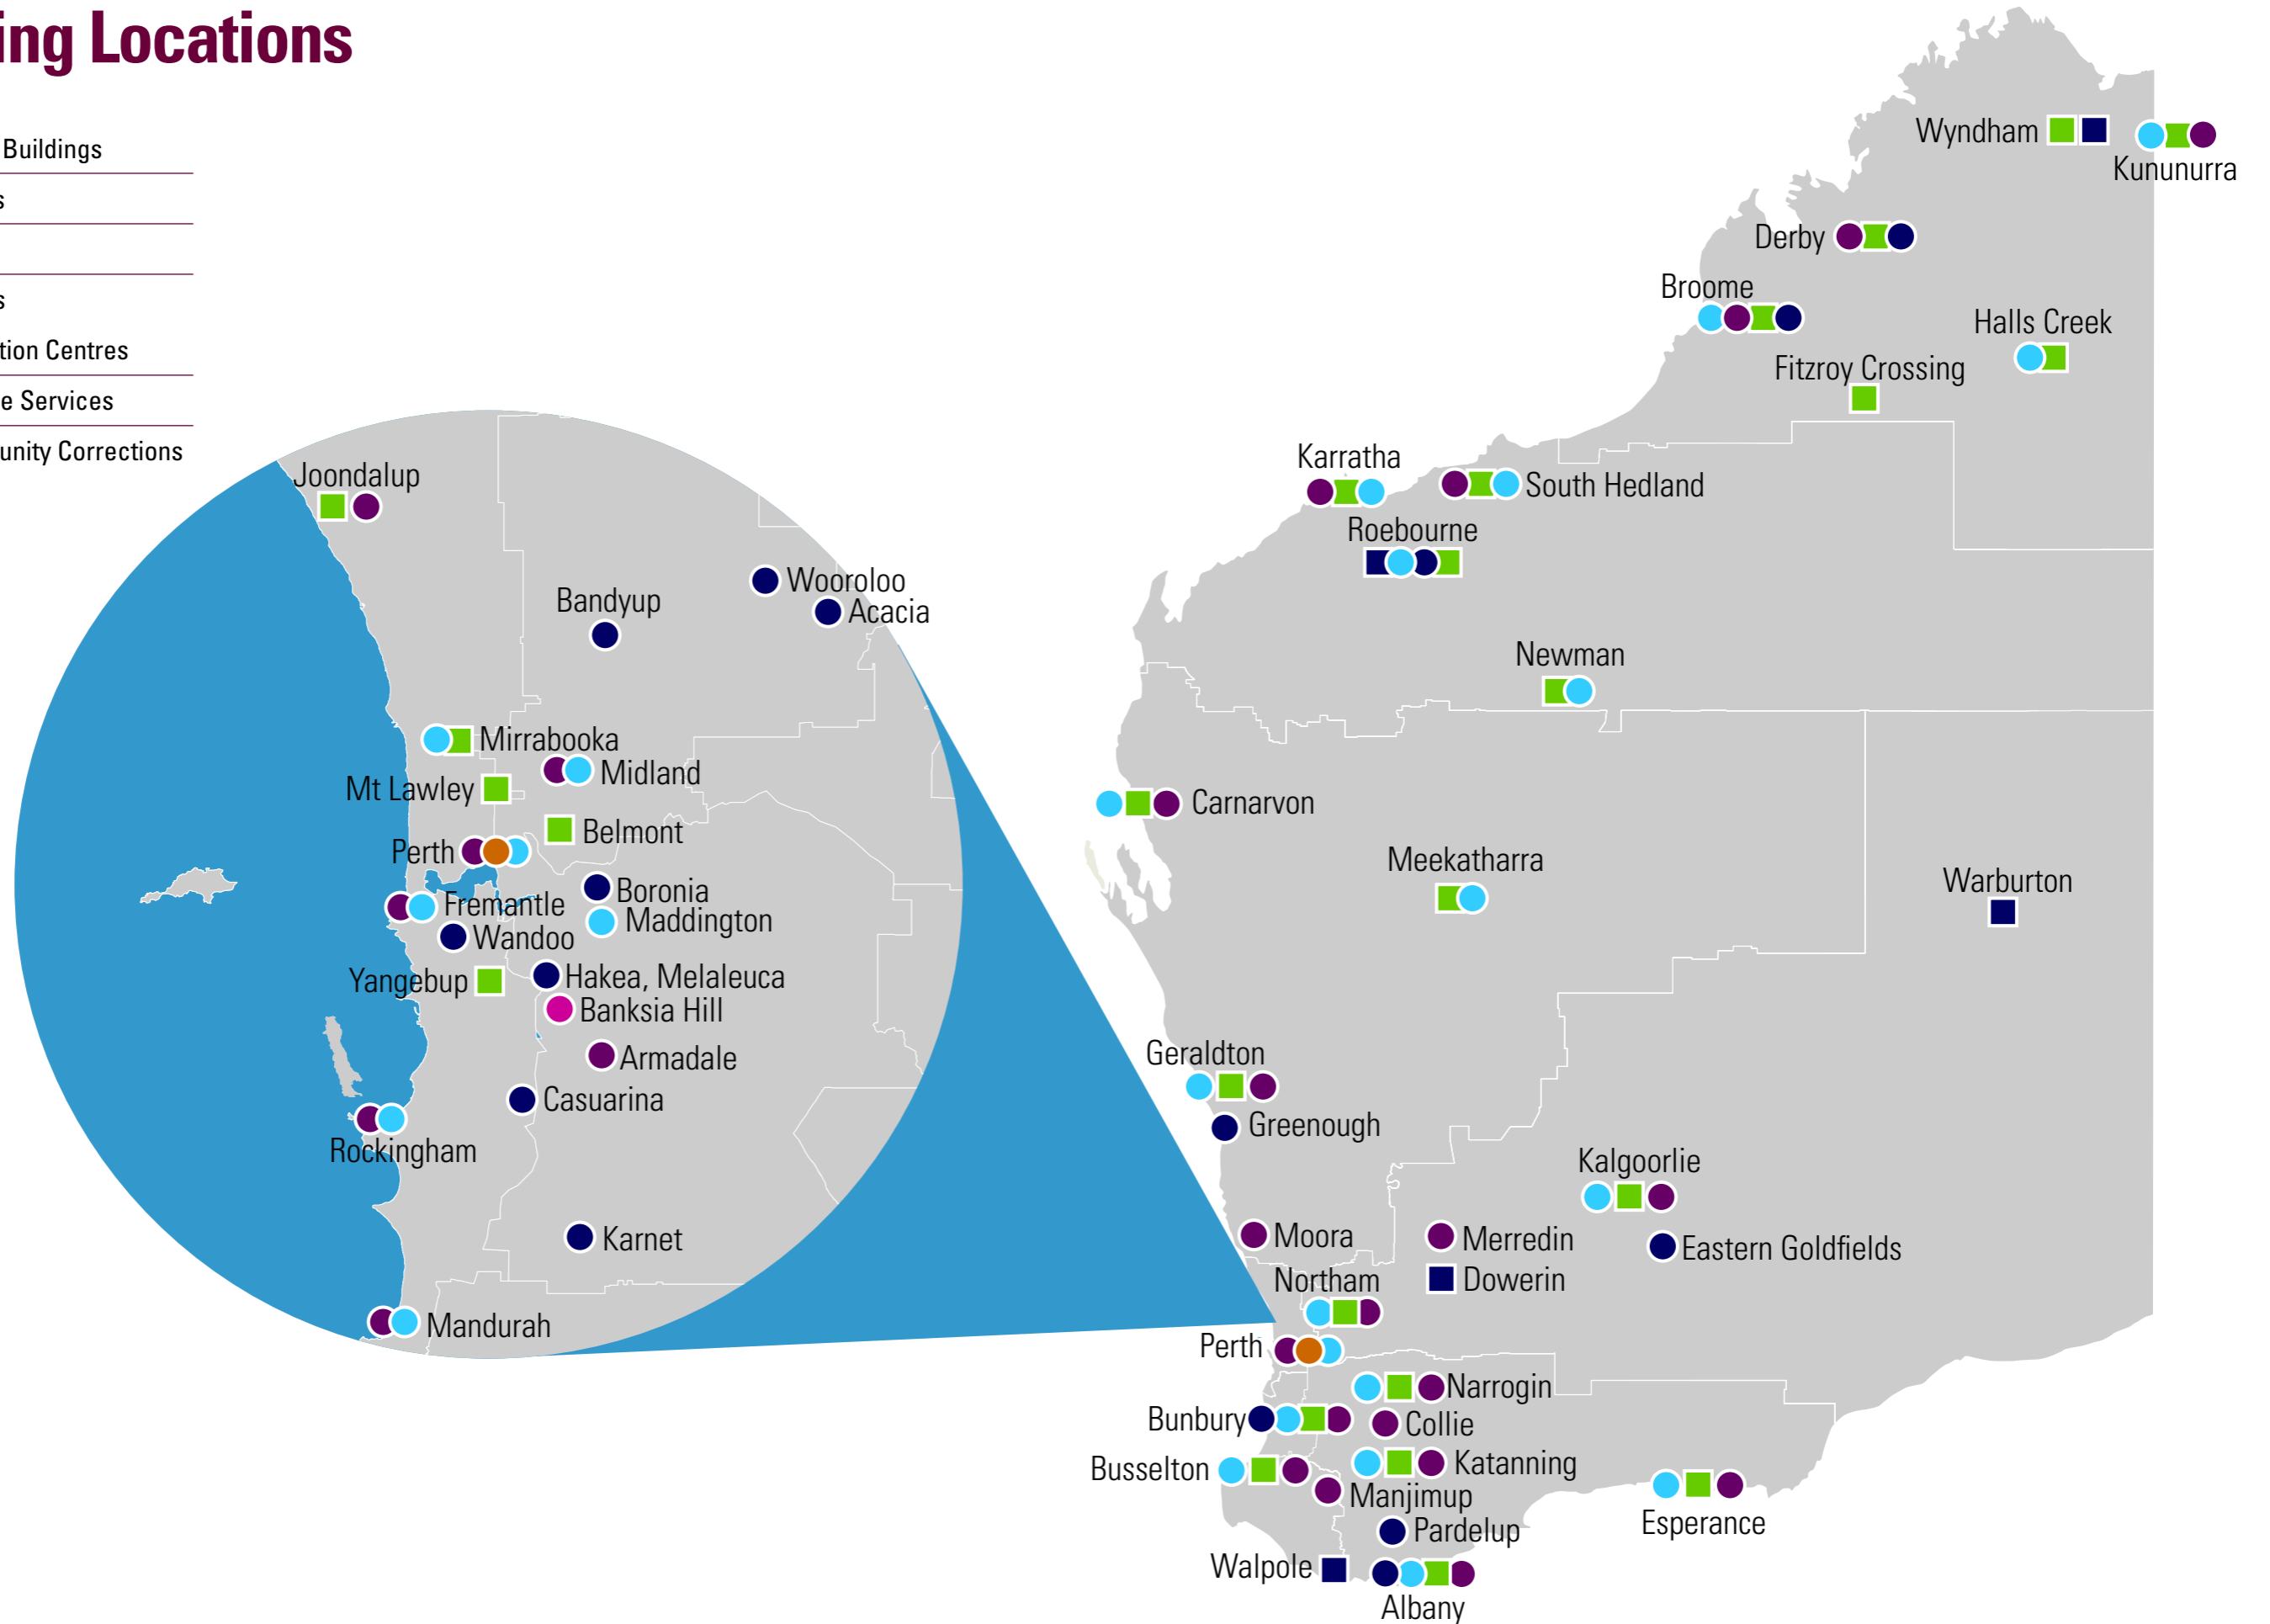 ing Locations
Buildings
s
s
tion Centres
e Services
unity Corrections
Joondalup
Wooroloo
Acacia
Bandyup
Mirrabooka
Midland
Mt Lawley
Belmont
Perth
Boronia
Fremantle
Maddington
Wandoo
Hakea, Melaleuca
Yangebup
Banksia Hill
Armadale
Casuarina
Rockingham
Karnet
Mandurah
Wyndham
Kununurra
Derby
Broome
Halls Creek
Fitzroy Crossing
Karratha
South Hedland
Roebourne
Newman
Carnarvon
Meekatharra
Warburton
Geraldton
Greenough
Kalgoorlie
Moora
Merredin
Eastern Goldfields
Northam
Dowerin
Perth
Narrogin
Bunbury
Collie
Busselton
Katanning
Manjimup
Esperance
Pardelup
Walpole
Albany